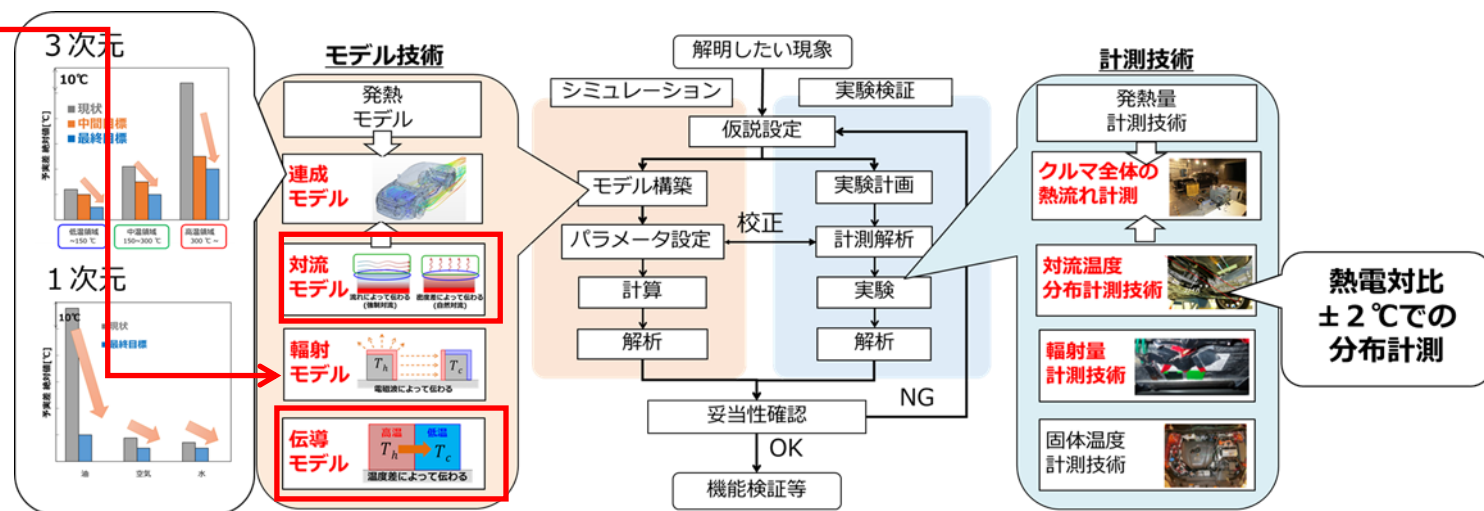 3次元
10℃
現状
中間目標
最終目標
予実差 絶対値[℃]
低温領域
~150 ℃
中温領域
150~300 ℃
高温領域
300 ℃ ~
1次元
10℃
現状
最終目標
予実差 絶対値[℃]
油
空気
水
モデル技術
発熱
モデル
連成
モデル
対流
モデル
流れによって伝わる
(強制対流)
密度差によって伝わる
(自然対流)
輻射
モデル
Th
Tc
電磁波によって伝わる
伝導
モデル
高温
低温
Th
Tc
温度差によって伝わる
解明したい現象
シミュレーション
実験検証
仮説設定
モデル構築
実験計画
パラメータ設定
校正
計測解析
計算
実験
解析
解析
妥当性確認
NG
OK
機能検証等
計測技術
発熱量
計測技術
クルマ全体の
熱流れ計測
対流温度
分布計測技術
輻射量
計測技術
固体温度
計測技術
熱電対比
±2℃での
分布計測